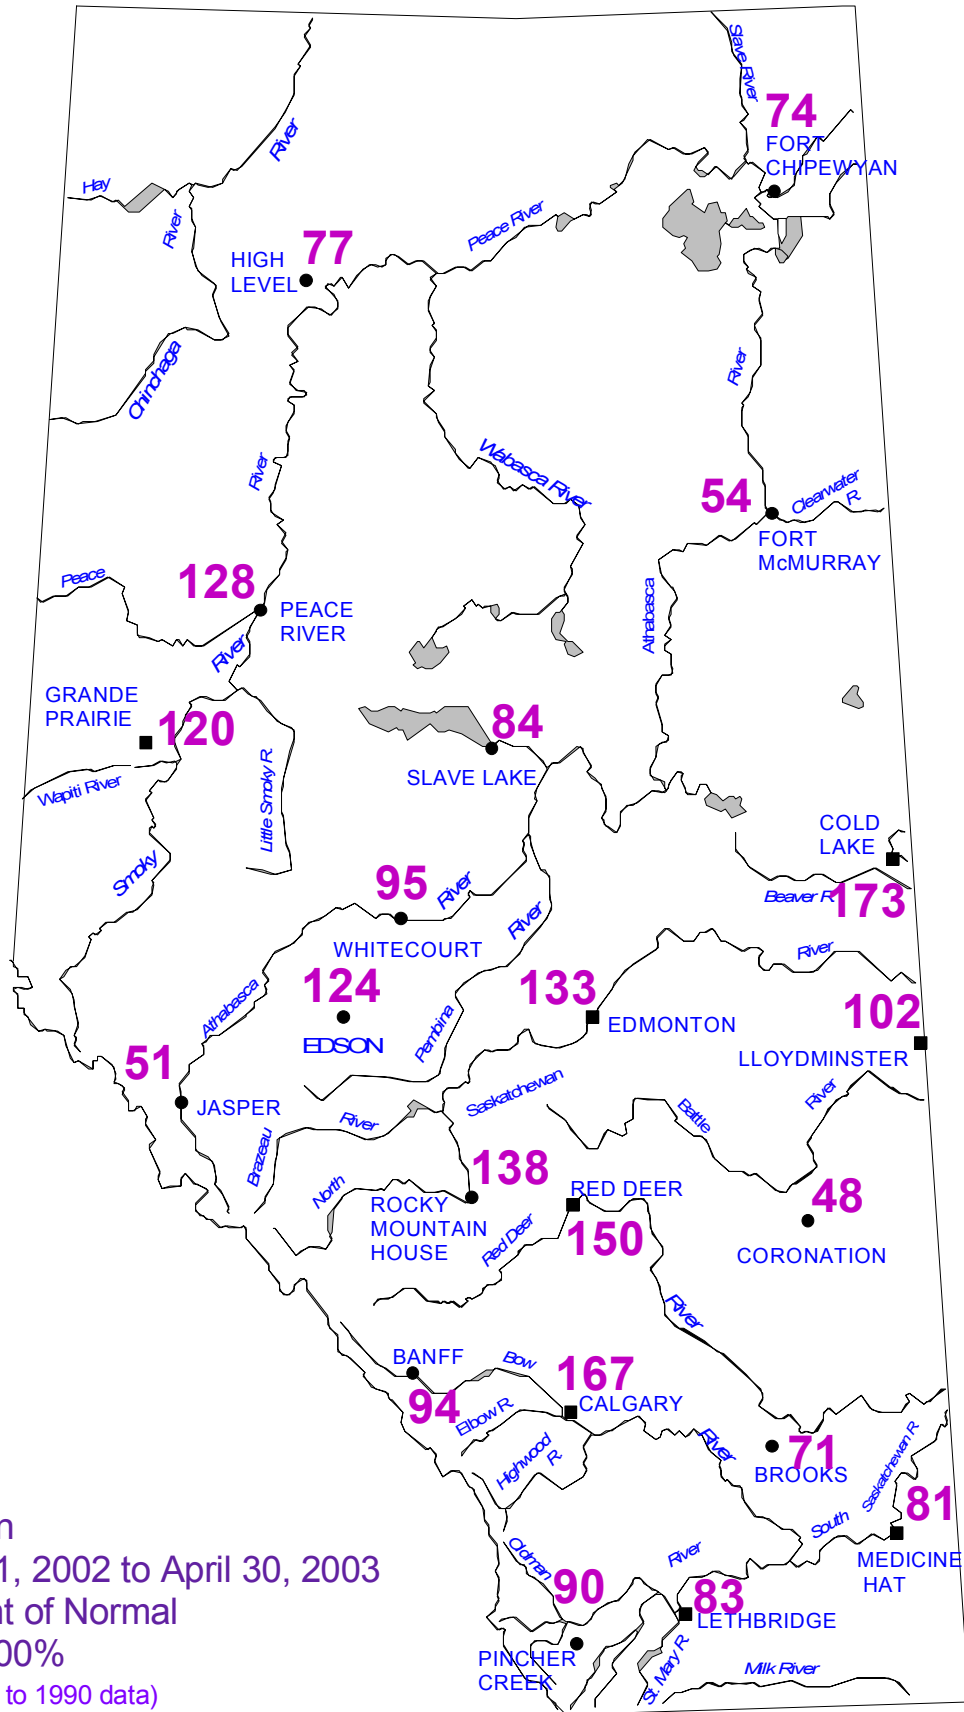 Slave River
74
FORT
CHIPEWYAN
River
Hay
River
Peace River
77
HIGH
LEVEL
Chinchaga
River
River
Wabasca River
54
Clearwater
R.
FORT
McMURRAY
Peace
128
PEACE
RIVER
River
Athabasca
GRANDE
PRAIRIE
120
84
SLAVE LAKE
Wapiti River
Little Smoky R.
Smoky
COLD
LAKE
Beaver R.
173
95
River
WHITECOURT
River
River
124
EDSON
Athabasca
Pembina
133
EDMONTON
102
LLOYDMINSTER
51
JASPER
Saskatchewan
River
Battle
River
Brazeau
North
138
ROCKY
MOUNTAIN
HOUSE
RED DEER
150
Red Deer
48
CORONATION
River
BANFF
94
Bow
167
CALGARY
Elbow R.
Highwood
R.
River
71
BROOKS
Saskatchewan R.
South
81
MEDICINE
HAT
Oldman
River
90
83
LETHBRIDGE
PINCHER
CREEK
St. Mary R.
Milk River
n
1, 2002 to April 30, 2003
nt of Normal
00%
to 1990 data)